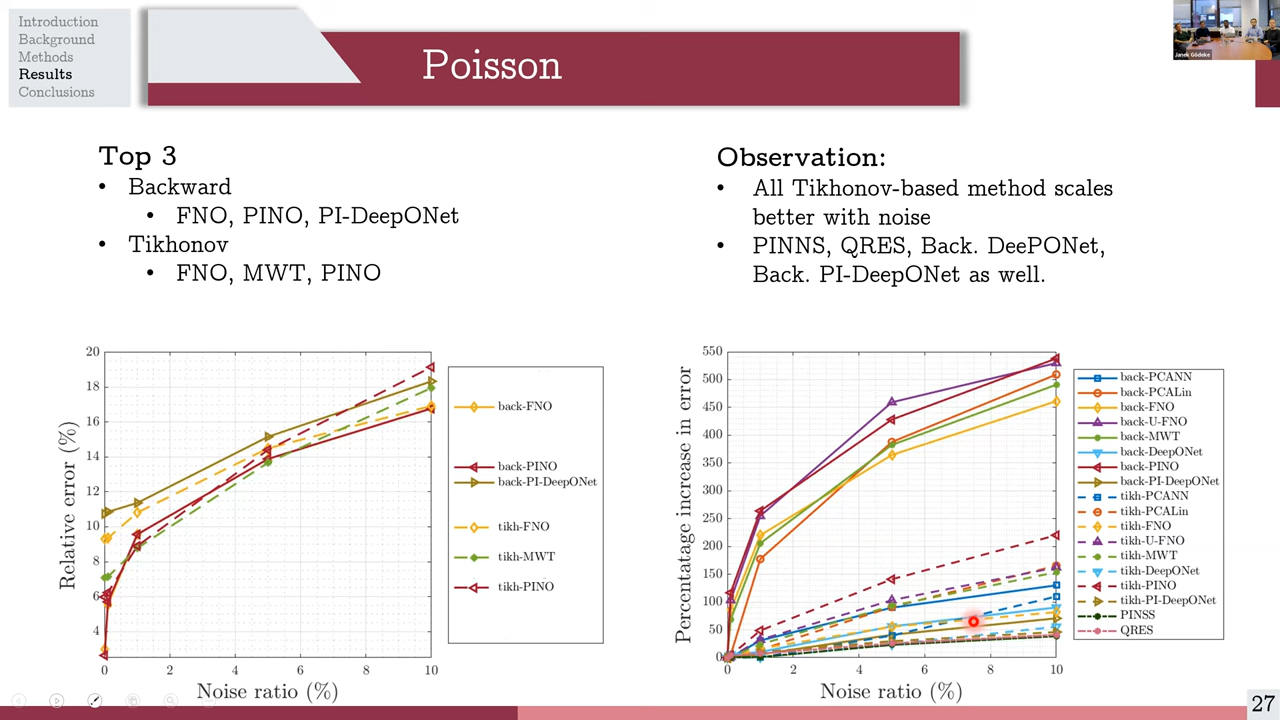 Introduction
Background
Methods
Results
Conclusions
Poisson
Janek Gödeke
Top 3
• Backward
• FNO, PINO, PI-DeepONet
• Tikhonov
• FNO, MWT, PINO
Observation:
• All Tikhonov-based method scales
better with noise
• PINNS, QRES, Back. DeePONet,
Back. PI-DeepONet as well.
20
18
16
14
12
10
8
6
4
0 2 4 6 8 10
Relative error (%)
Noise ratio (%)
back-FNO
back-PINO
back-PI-DeepONet
tikh-FNO
tikh-MWT
tikh-PINO
550
500
450
400
350
300
250
200
150
100
50
0
0 2 4 6 8 10
Percentatage increase in error
Noise ratio (%)
back-PCANN
back-PCALin
back-FNO
back-U-FNO
back-MWT
back-DeepONet
back-PINO
back-PI-DeepONet
tikh-PCANN
tikh-PCALin
tikh-FNO
tikh-U-FNO
tikh-MWT
tikh-DeepONet
tikh-PINO
tikh-PI-DeepONet
PINSS
QRES
27